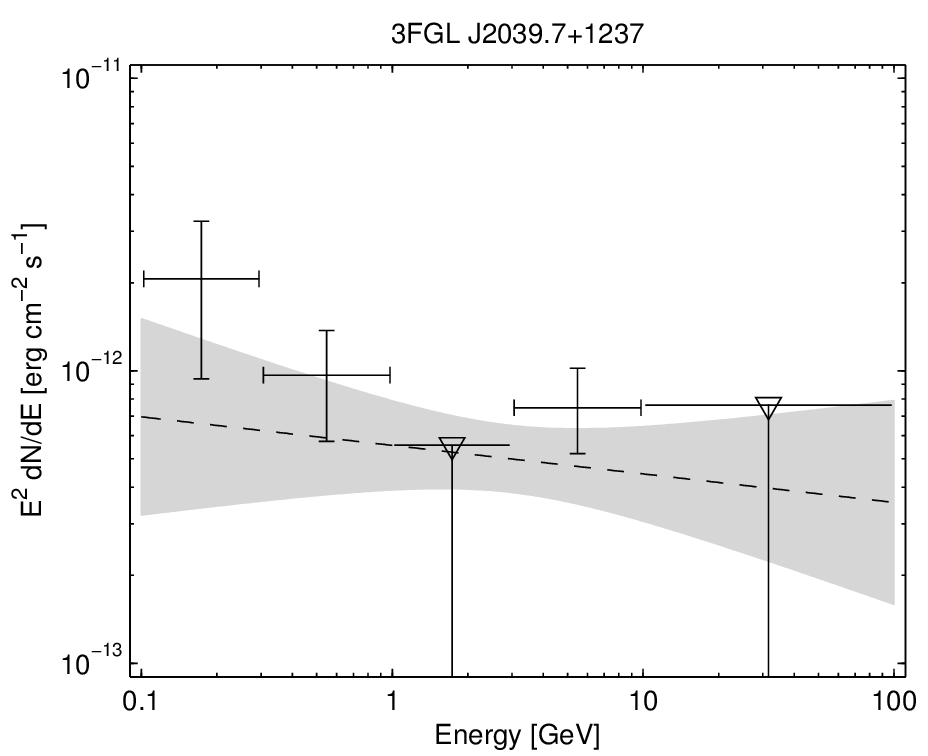 3FGL J2039.7+1237
10⁻¹¹
10⁻¹²
10⁻¹³
E² dN/dE [erg cm⁻² s⁻¹]
0.1 1 10 100
Energy [GeV]